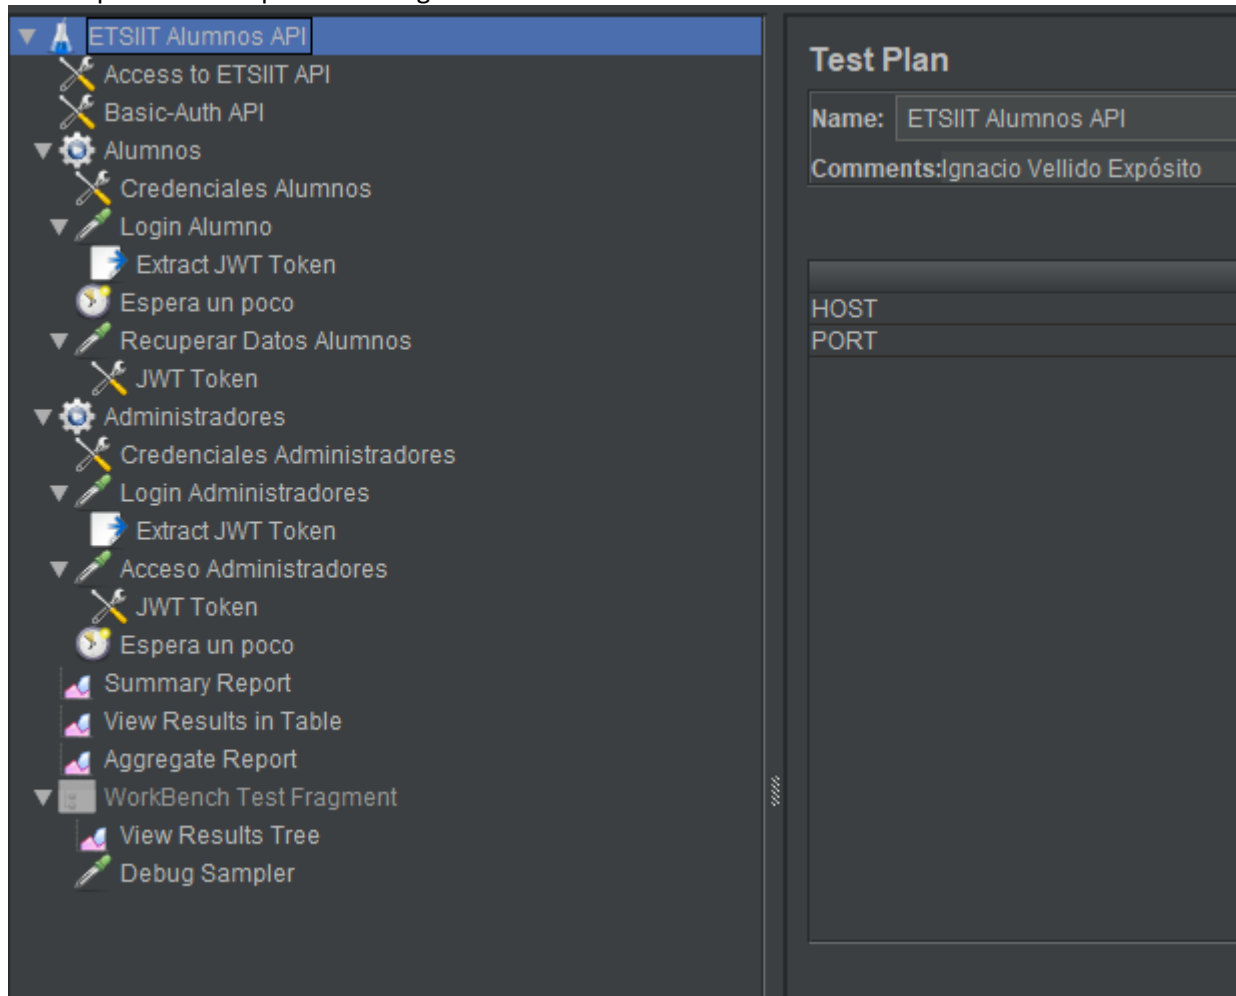 ETSIIT Alumnos API
Access to ETSIIT API
Basic-Auth API
Alumnos
Credenciales Alumnos
Login Alumno
Extract JWT Token
Espera un poco
Recuperar Datos Alumnos
JWT Token
Administradores
Credenciales Administradores
Login Administradores
Extract JWT Token
Acceso Administradores
JWT Token
Espera un poco
Summary Report
View Results in Table
Aggregate Report
WorkBench Test Fragment
View Results Tree
Debug Sampler
Test Plan
Name: ETSIIT Alumnos API
Comments:Ignacio Vellido Expósito
HOST
PORT